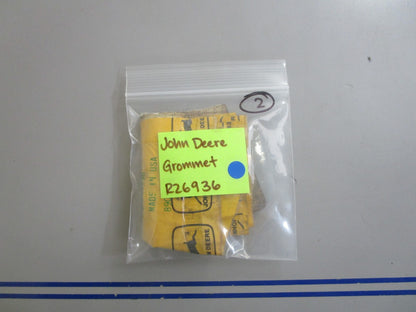 2
John Deere
Grommet
R26936
MADE IN USA
JOHN DEERE